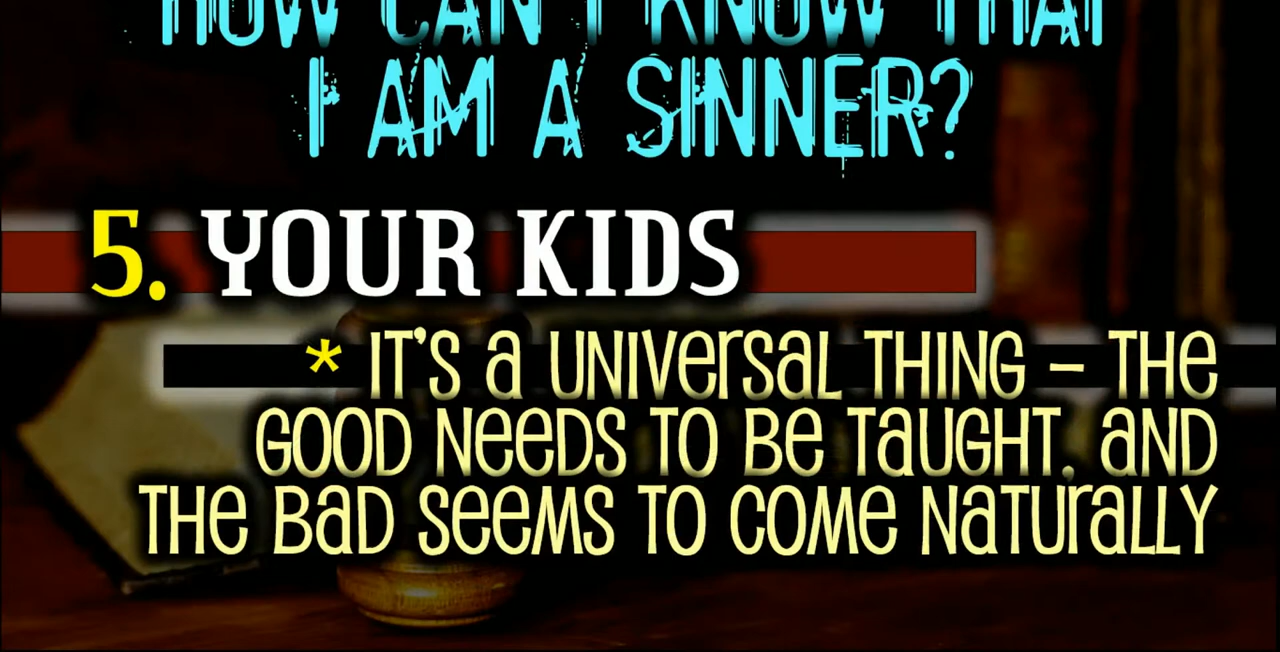 HOW CAN I KNOW THAT
I AM A SINNER?
5. YOUR KIDS
* IT'S a UNIVersaL THING – THe
GOOD NeeDS TO Be TaUGHT, aND
THe BaD SeeMS TO COMe NaTUraLLY